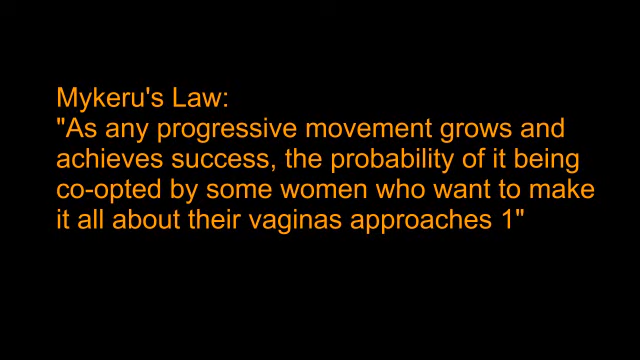 Mykeru's Law:
"As any progressive movement grows and
achieves success, the probability of it being
co-opted by some women who want to make
it all about their vaginas approaches 1"